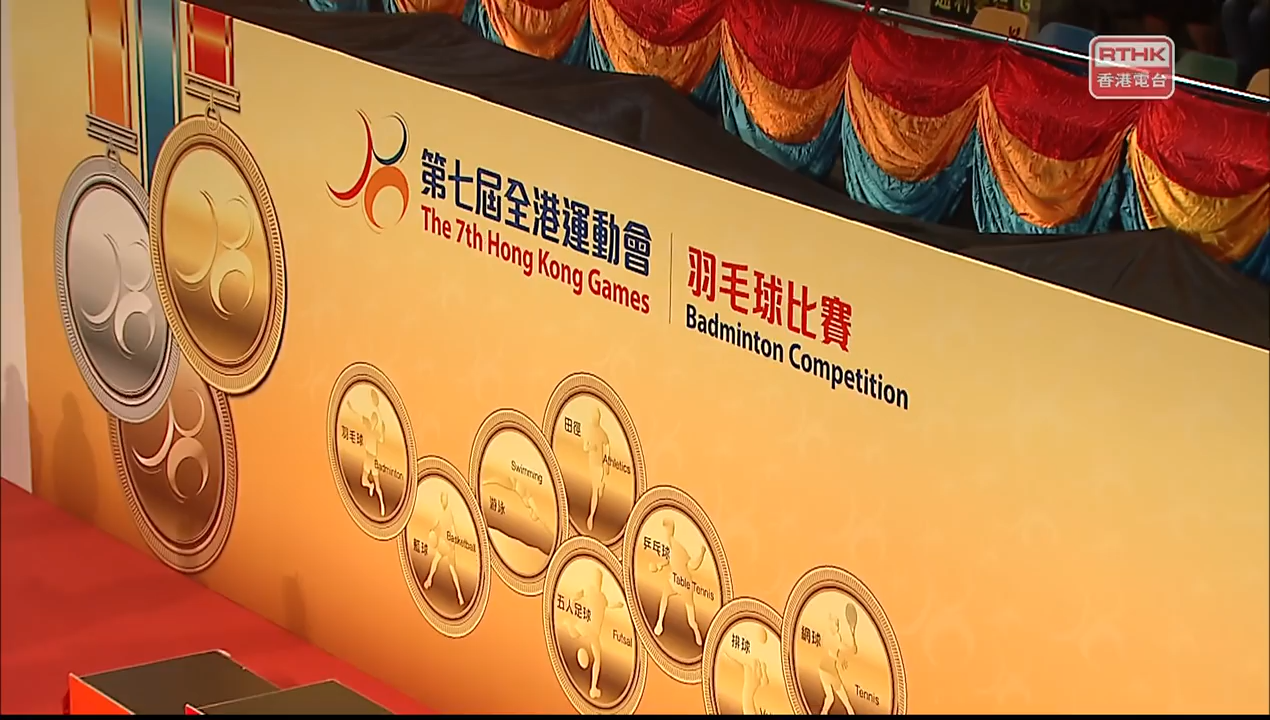 RTHK
香港電台
第七屆全港運動會
The 7th Hong Kong Games
羽毛球比賽
Badminton Competition
羽毛球
Badminton
籃球
Basketball
Swimming
游泳
田徑
Athletics
五人足球
Futsal
乒乓球
Table Tennis
排球
網球
Tennis